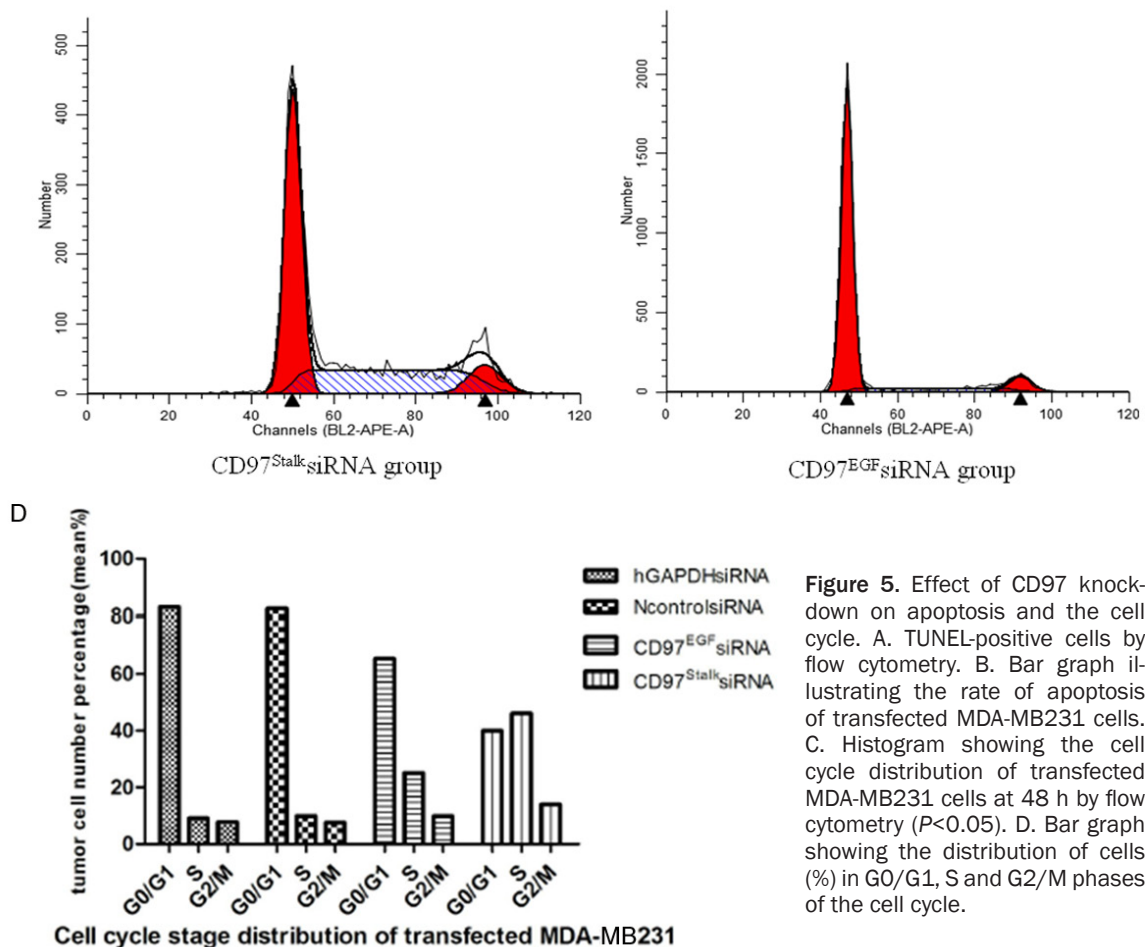 500
400
300
200
100
0
Number
0 20 40 60 80 100 120
Channels (BL2-APE-A)
CD97StalksiRNA group
2000
1500
1000
500
0
Number
0 20 40 60 80 100 120
Channels (BL2-APE-A)
CD97EGFsiRNA group
D
tumor cell number percentage(mean%)
100
80
60
40
20
0
G0/G1 S G2/M G0/G1 S G2/M G0/G1 S G2/M G0/G1 S G2/M
Cell cycle stage distribution of transfected MDA-MB231
hGAPDHsiRNA
NcontrolsiRNA
CD97EGFsiRNA
CD97StalksiRNA
Figure 5. Effect of CD97 knock-
down on apoptosis and the cell
cycle. A. TUNEL-positive cells by
flow cytometry. B. Bar graph il-
lustrating the rate of apoptosis
of transfected MDA-MB231 cells.
C. Histogram showing the cell
cycle distribution of transfected
MDA-MB231 cells at 48 h by flow
cytometry (P<0.05). D. Bar graph
showing the distribution of cells
(%) in G0/G1, S and G2/M phases
of the cell cycle.